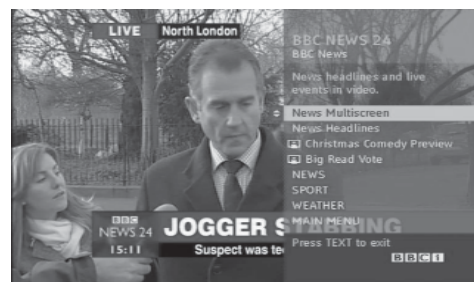 LIVE North London
BBC NEWS 24
BBC News
News headlines and live
events in video.
News Multiscreen
News Headlines
Christmas Comedy Preview
Big Read Vote
NEWS
SPORT
WEATHER
MAIN MENU
Press TEXT to exit
BBC 1
BBC
NEWS 24
15:11
JOGGER STABBING
Suspect was